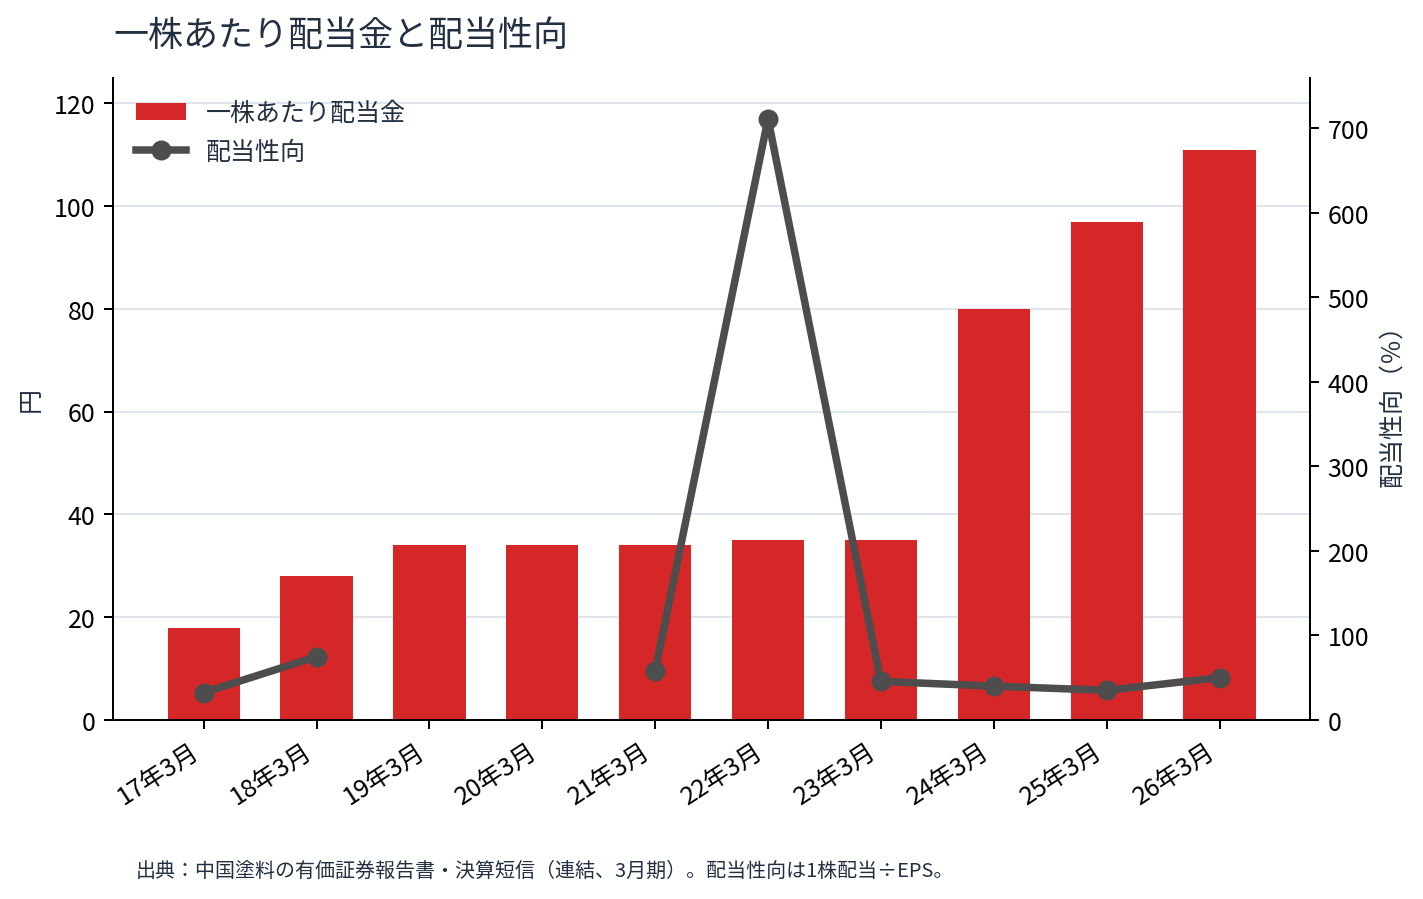 一株あたり配当金と配当性向
一株あたり配当金
配当性向
120
100
80
60
40
20
0
円
700
600
500
400
300
200
100
0
配当性向（％）
17年3月
18年3月
19年3月
20年3月
21年3月
22年3月
23年3月
24年3月
25年3月
26年3月
出典：中国塗料の有価証券報告書・決算短信（連結、3月期）。配当性向は1株配当÷EPS。